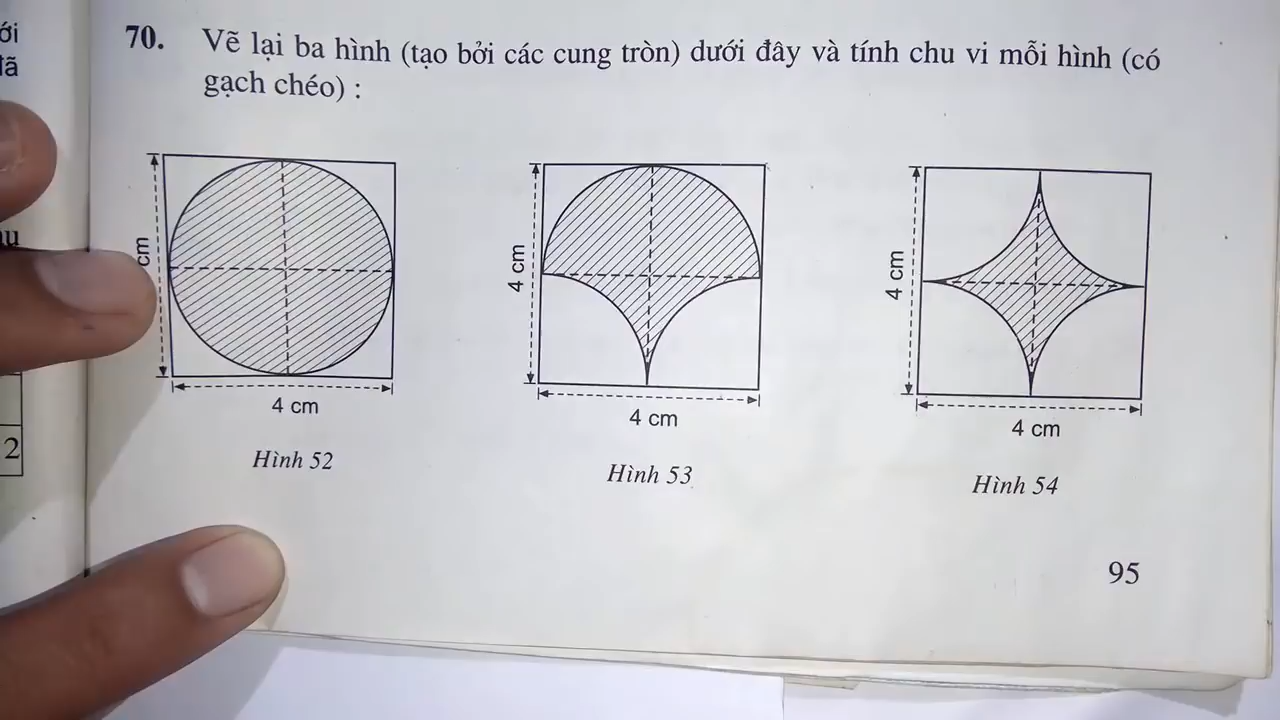 ới
70. Vẽ lại ba hình (tạo bởi các cung tròn) dưới đây và tính chu vi mỗi hình (có
gạch chéo) :
cm
4 cm
4 cm
4 cm
4 cm
4 cm
Hình 52
Hình 53
Hình 54
2
95